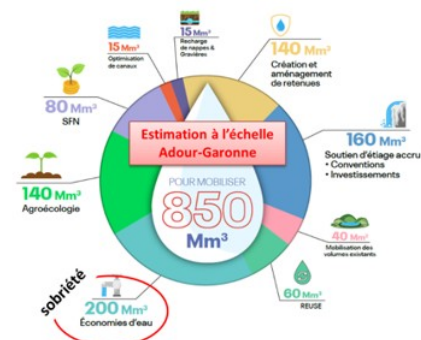 15 Mm³
Optimisation
de canaux
15 Mm³
Recharge
de nappes &
Gravières
140 Mm³
Création et
aménagement
de retenues
80 Mm³
SFN
Estimation à l'échelle
Adour-Garonne
160 Mm³
Soutien d'étiage accru
• Conventions
• Investissements
POUR MOBILISER
850
Mm³
140 Mm³
Agroécologie
40 Mm³
Mobilisation des
volumes existants
60 Mm³
REUSE
sobriété
200 Mm³
Économies d'eau